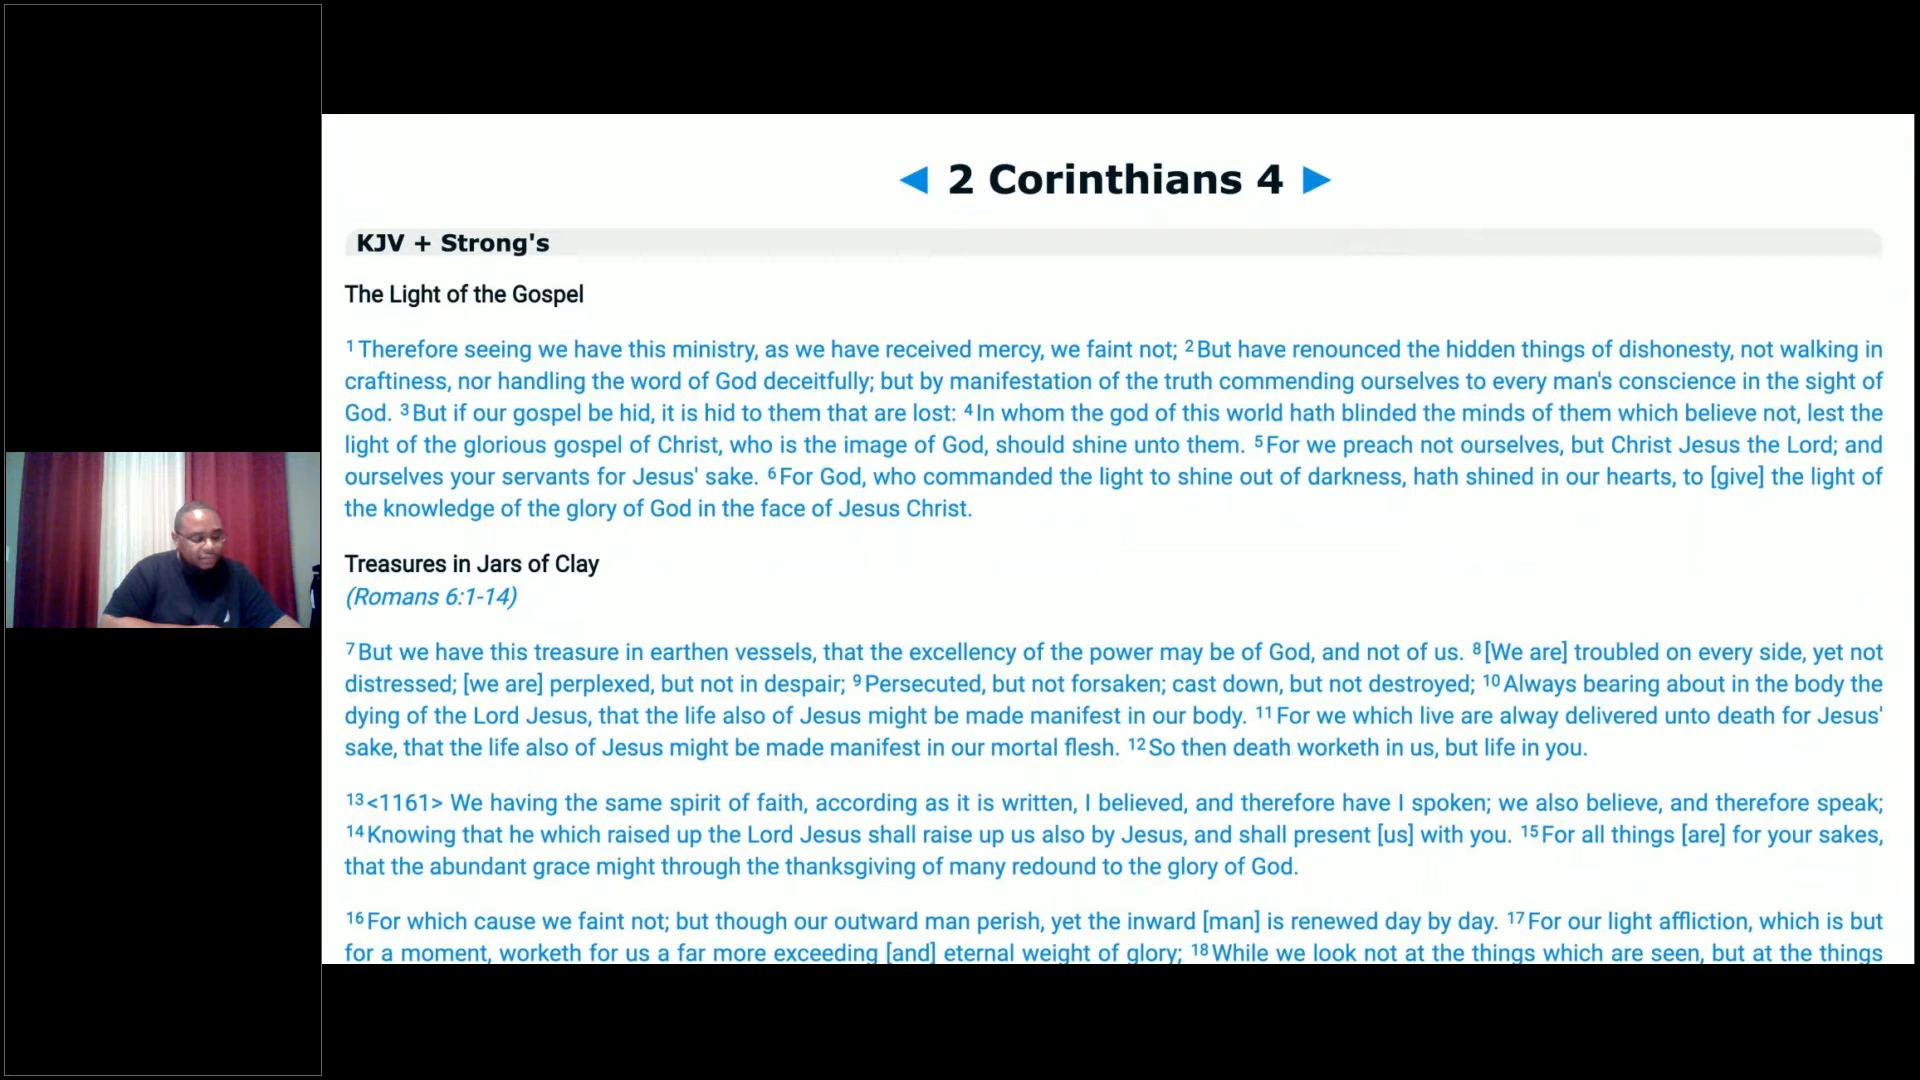 ◄ 2 Corinthians 4 ►
KJV + Strong's
The Light of the Gospel
1 Therefore seeing we have this ministry, as we have received mercy, we faint not; 2 But have renounced the hidden things of dishonesty, not walking in
craftiness, nor handling the word of God deceitfully; but by manifestation of the truth commending ourselves to every man's conscience in the sight of
God. 3 But if our gospel be hid, it is hid to them that are lost: 4 In whom the god of this world hath blinded the minds of them which believe not, lest the
light of the glorious gospel of Christ, who is the image of God, should shine unto them. 5 For we preach not ourselves, but Christ Jesus the Lord; and
ourselves your servants for Jesus' sake. 6 For God, who commanded the light to shine out of darkness, hath shined in our hearts, to [give] the light of
the knowledge of the glory of God in the face of Jesus Christ.
Treasures in Jars of Clay
(Romans 6:1-14)
7 But we have this treasure in earthen vessels, that the excellency of the power may be of God, and not of us. 8 [We are] troubled on every side, yet not
distressed; [we are] perplexed, but not in despair; 9 Persecuted, but not forsaken; cast down, but not destroyed; 10 Always bearing about in the body the
dying of the Lord Jesus, that the life also of Jesus might be made manifest in our body. 11 For we which live are alway delivered unto death for Jesus'
sake, that the life also of Jesus might be made manifest in our mortal flesh. 12 So then death worketh in us, but life in you.
13 <1161> We having the same spirit of faith, according as it is written, I believed, and therefore have I spoken; we also believe, and therefore speak;
14 Knowing that he which raised up the Lord Jesus shall raise up us also by Jesus, and shall present [us] with you. 15 For all things [are] for your sakes,
that the abundant grace might through the thanksgiving of many redound to the glory of God.
16 For which cause we faint not; but though our outward man perish, yet the inward [man] is renewed day by day. 17 For our light affliction, which is but
for a moment, worketh for us a far more exceeding [and] eternal weight of glory; 18 While we look not at the things which are seen, but at the things